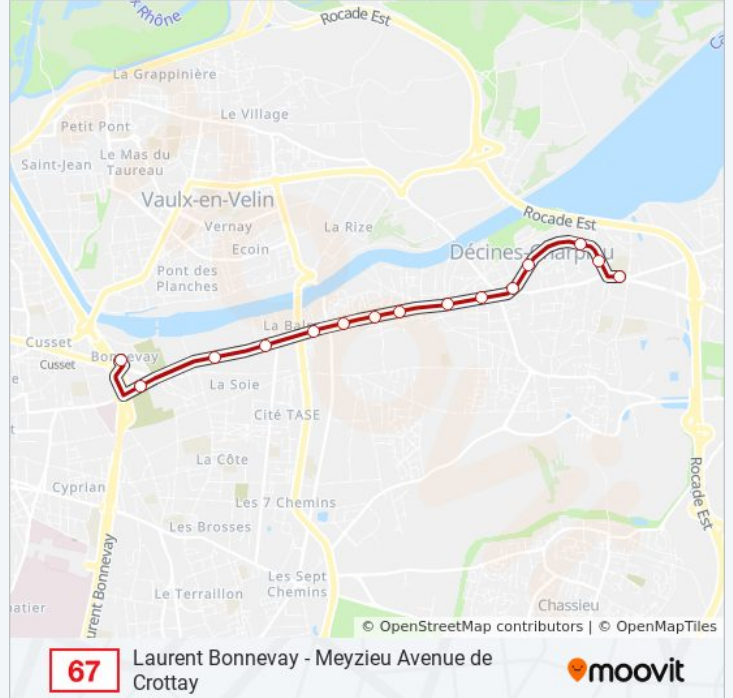 Rhône
Rocade Est
La Grappinière
Le Village
Petit Pont
Le Mas du
Taureau
Saint-Jean
Vaulx-en-Velin
Vernay
La Rize
Rocade Est
Ecoin
Pont des
Planches
Cusset
Cusset
La Soie
Cité TASE
La Côte
Cyprian
Les 7 Chemins
Rocade Est
Les Brosses
Les Sept
Chemins
Le Terraillon
Chassieu
© OpenStreetMap contributors | © OpenMapTiles
67
Laurent Bonnevay - Meyzieu Avenue de
Crottay
moovit